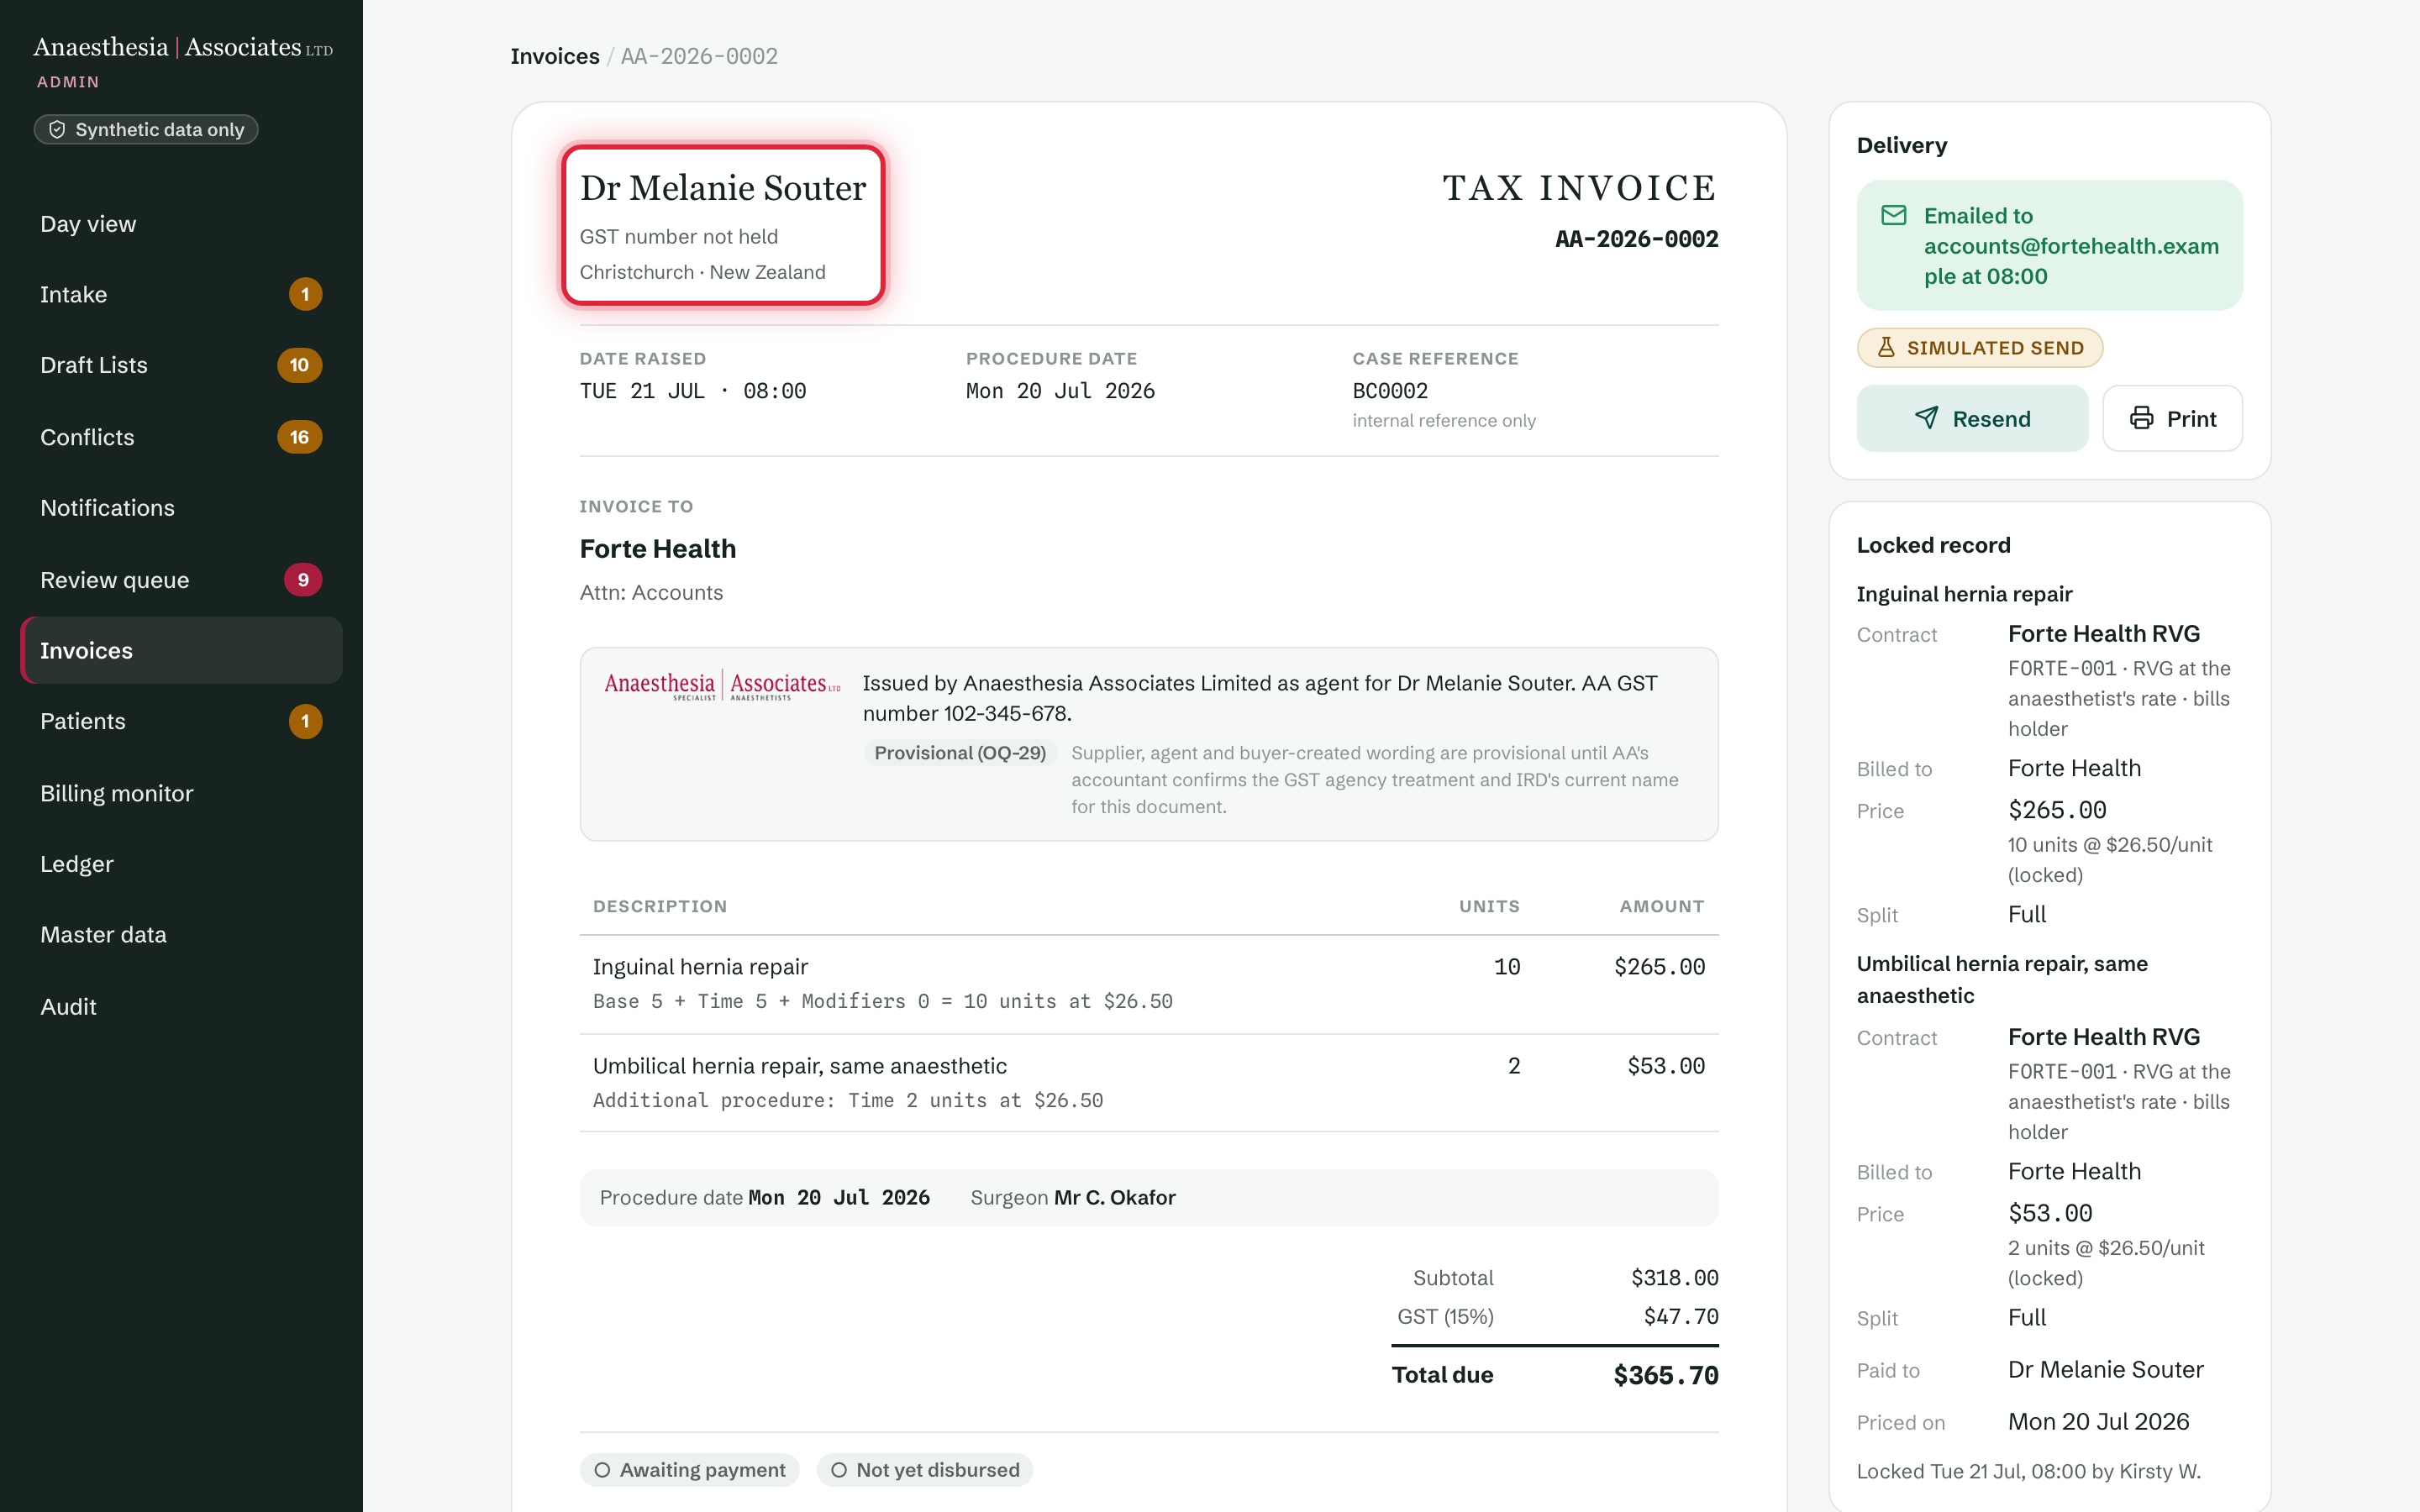 Anaesthesia | Associates LTD
ADMIN
Synthetic data only
Day view
Intake 1
Draft Lists 10
Conflicts 16
Notifications
Review queue 9
Invoices
Patients 1
Billing monitor
Ledger
Master data
Audit
Invoices / AA-2026-0002
Dr Melanie Souter
GST number not held
Christchurch · New Zealand
TAX INVOICE
AA-2026-0002
DATE RAISED
TUE 21 JUL · 08:00
PROCEDURE DATE
Mon 20 Jul 2026
CASE REFERENCE
BC0002
internal reference only
INVOICE TO
Forte Health
Attn: Accounts
Anaesthesia | Associates LTD
SPECIALIST ANAESTHETISTS
Issued by Anaesthesia Associates Limited as agent for Dr Melanie Souter. AA GST
number 102-345-678.
Provisional (OQ-29)
Supplier, agent and buyer-created wording are provisional until AA's
accountant confirms the GST agency treatment and IRD's current name
for this document.
DESCRIPTION UNITS AMOUNT
Inguinal hernia repair 10 $265.00
Base 5 + Time 5 + Modifiers 0 = 10 units at $26.50
Umbilical hernia repair, same anaesthetic 2 $53.00
Additional procedure: Time 2 units at $26.50
Procedure date Mon 20 Jul 2026 Surgeon Mr C. Okafor
Subtotal $318.00
GST (15%) $47.70
Total due $365.70
Awaiting payment Not yet disbursed
Delivery
Emailed to
accounts@fortehealth.exam
ple at 08:00
SIMULATED SEND
Resend Print
Locked record
Inguinal hernia repair
Contract Forte Health RVG
FORTE-001 · RVG at the
anaesthetist's rate · bills
holder
Billed to Forte Health
Price $265.00
10 units @ $26.50/unit
(locked)
Split Full
Umbilical hernia repair, same
anaesthetic
Contract Forte Health RVG
FORTE-001 · RVG at the
anaesthetist's rate · bills
holder
Billed to Forte Health
Price $53.00
2 units @ $26.50/unit
(locked)
Split Full
Paid to Dr Melanie Souter
Priced on Mon 20 Jul 2026
Locked Tue 21 Jul, 08:00 by Kirsty W.